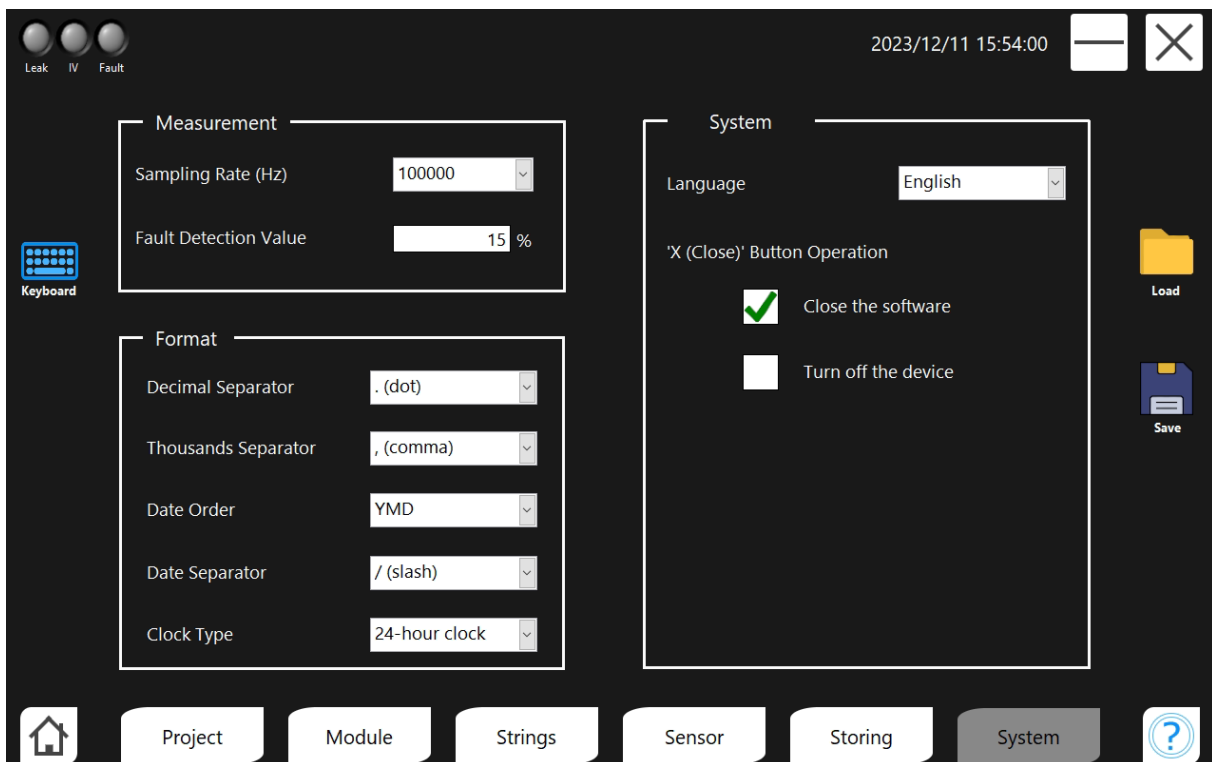 2023/12/11 15:54:00
Leak IV Fault
Measurement
Sampling Rate (Hz) 100000
Fault Detection Value 15 %
Keyboard
Format
Decimal Separator . (dot)
Thousands Separator , (comma)
Date Order YMD
Date Separator / (slash)
Clock Type 24-hour clock
System
Language English
'X (Close)' Button Operation
Close the software
Turn off the device
Load
Save
Project Module Strings Sensor Storing System
?